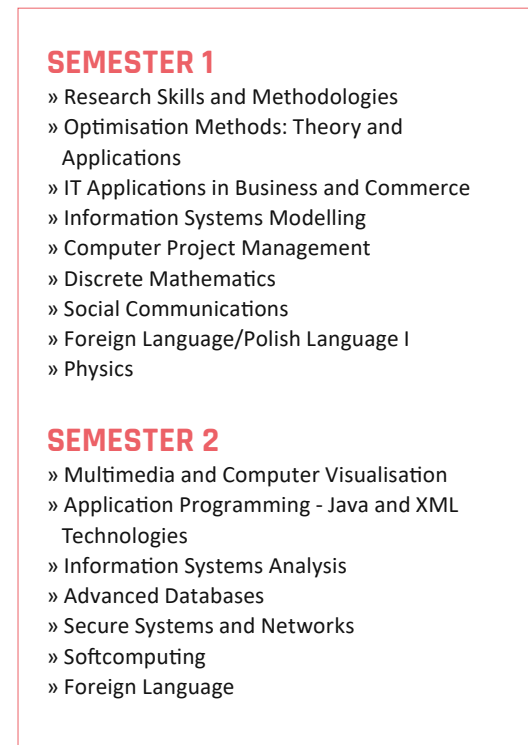 SEMESTER 1
» Research Skills and Methodologies
» Optimisation Methods: Theory and
Applications
» IT Applications in Business and Commerce
» Information Systems Modelling
» Computer Project Management
» Discrete Mathematics
» Social Communications
» Foreign Language/Polish Language I
» Physics
SEMESTER 2
» Multimedia and Computer Visualisation
» Application Programming - Java and XML
Technologies
» Information Systems Analysis
» Advanced Databases
» Secure Systems and Networks
» Softcomputing
» Foreign Language